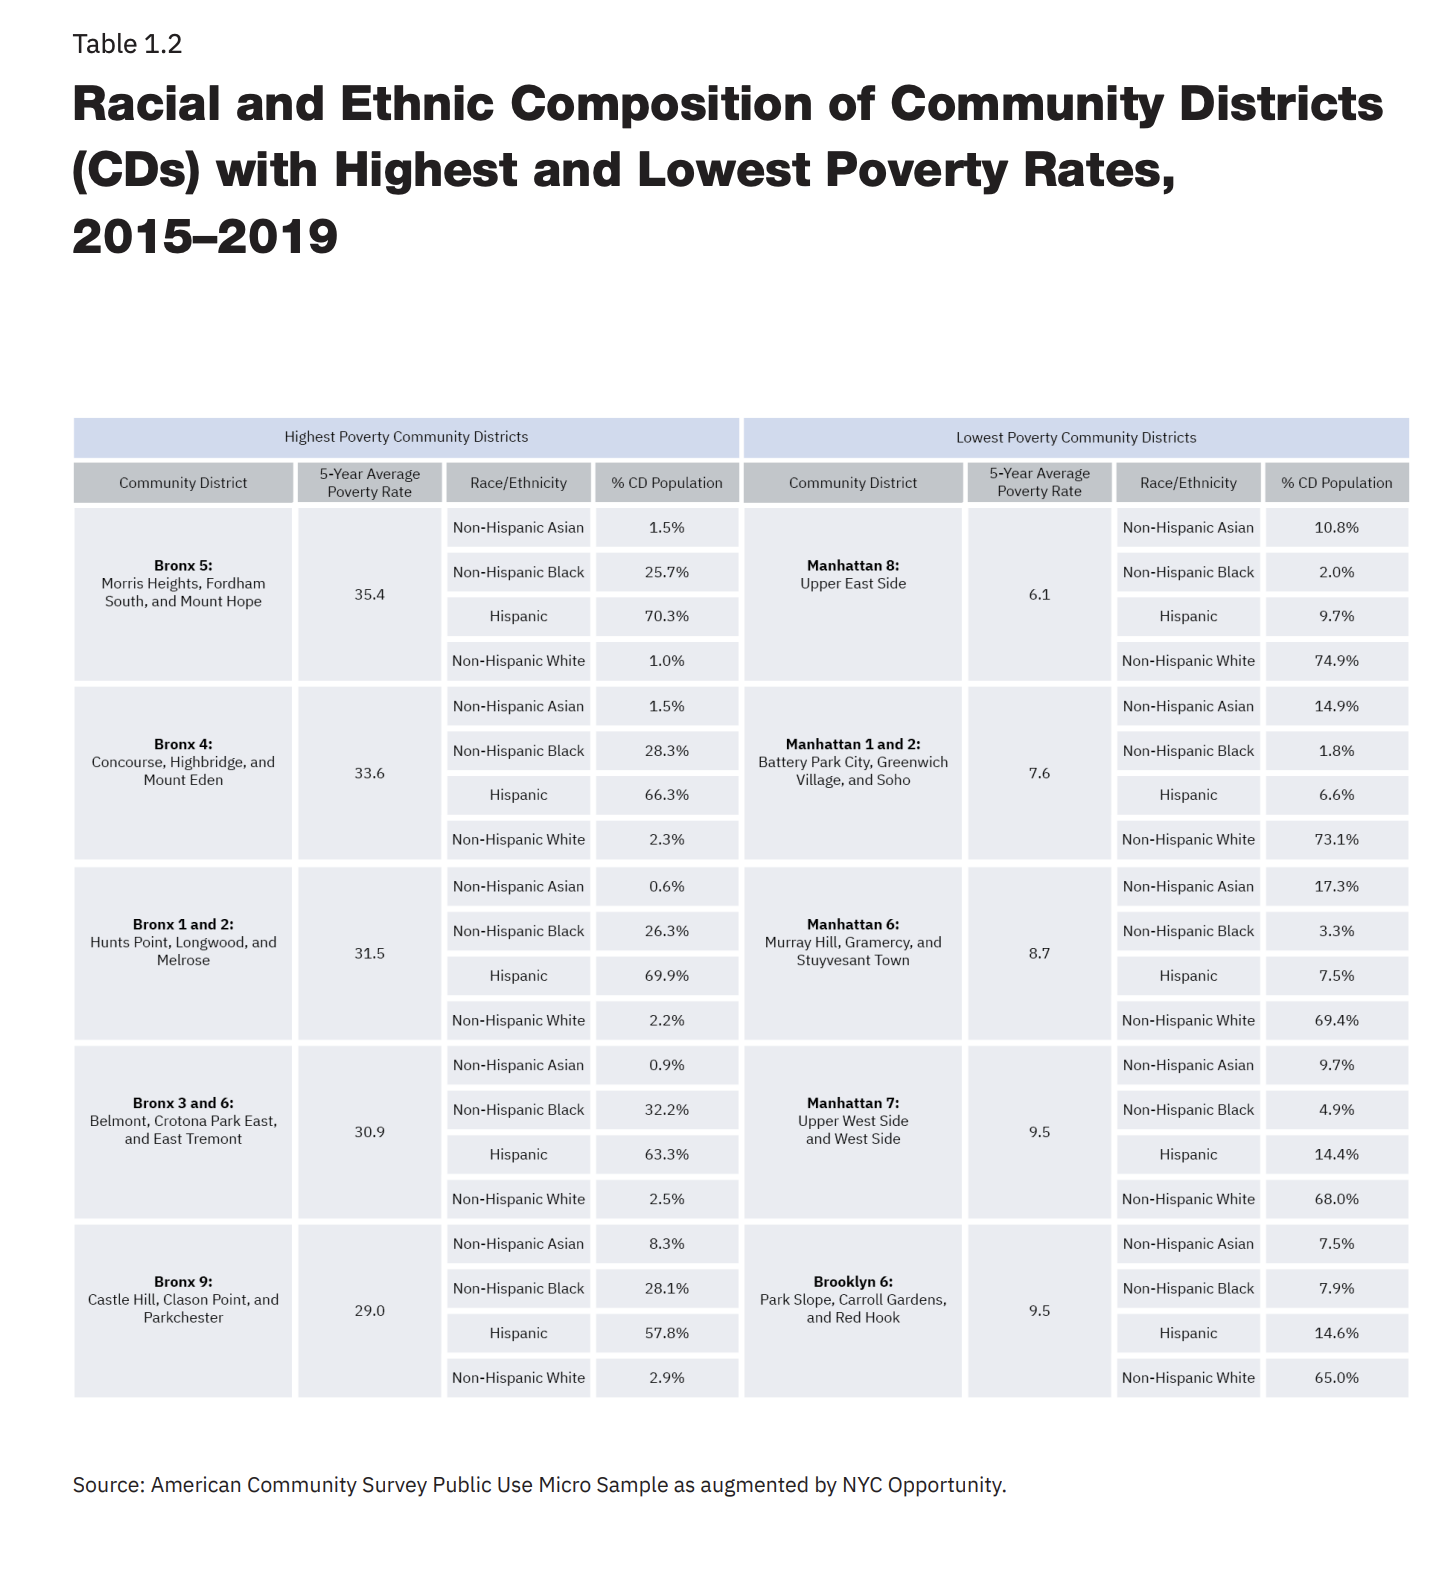 Table 1.2
Racial and Ethnic Composition of Community Districts
(CDs) with Highest and Lowest Poverty Rates,
2015–2019
Highest Poverty Community Districts
Lowest Poverty Community Districts
Community District
5-Year Average
Poverty Rate
Race/Ethnicity
% CD Population
Community District
5-Year Average
Poverty Rate
Race/Ethnicity
% CD Population
Bronx 5:
Morris Heights, Fordham
South, and Mount Hope
35.4
Non-Hispanic Asian
1.5%
Non-Hispanic Black
25.7%
Hispanic
70.3%
Non-Hispanic White
1.0%
Manhattan 8:
Upper East Side
6.1
Non-Hispanic Asian
10.8%
Non-Hispanic Black
2.0%
Hispanic
9.7%
Non-Hispanic White
74.9%
Bronx 4:
Concourse, Highbridge, and
Mount Eden
33.6
Non-Hispanic Asian
1.5%
Non-Hispanic Black
28.3%
Hispanic
66.3%
Non-Hispanic White
2.3%
Manhattan 1 and 2:
Battery Park City, Greenwich
Village, and Soho
7.6
Non-Hispanic Asian
14.9%
Non-Hispanic Black
1.8%
Hispanic
6.6%
Non-Hispanic White
73.1%
Bronx 1 and 2:
Hunts Point, Longwood, and
Melrose
31.5
Non-Hispanic Asian
0.6%
Non-Hispanic Black
26.3%
Hispanic
69.9%
Non-Hispanic White
2.2%
Manhattan 6:
Murray Hill, Gramercy, and
Stuyvesant Town
8.7
Non-Hispanic Asian
17.3%
Non-Hispanic Black
3.3%
Hispanic
7.5%
Non-Hispanic White
69.4%
Bronx 3 and 6:
Belmont, Crotona Park East,
and East Tremont
30.9
Non-Hispanic Asian
0.9%
Non-Hispanic Black
32.2%
Hispanic
63.3%
Non-Hispanic White
2.5%
Manhattan 7:
Upper West Side
and West Side
9.5
Non-Hispanic Asian
9.7%
Non-Hispanic Black
4.9%
Hispanic
14.4%
Non-Hispanic White
68.0%
Bronx 9:
Castle Hill, Clason Point, and
Parkchester
29.0
Non-Hispanic Asian
8.3%
Non-Hispanic Black
28.1%
Hispanic
57.8%
Non-Hispanic White
2.9%
Brooklyn 6:
Park Slope, Carroll Gardens,
and Red Hook
9.5
Non-Hispanic Asian
7.5%
Non-Hispanic Black
7.9%
Hispanic
14.6%
Non-Hispanic White
65.0%
Source: American Community Survey Public Use Micro Sample as augmented by NYC Opportunity.